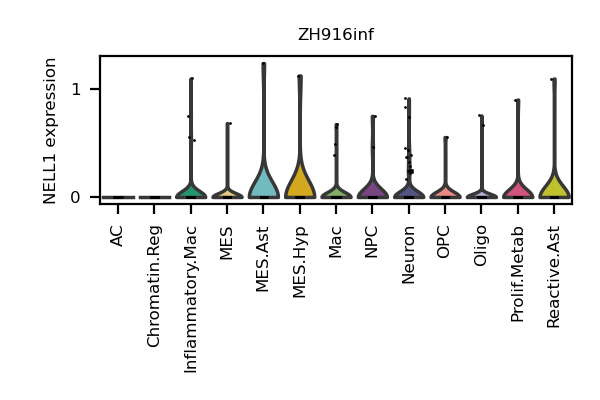 ZH916inf
NELL1 expression
1
0
AC
Chromatin.Reg
Inflammatory.Mac
MES
MES.Ast
MES.Hyp
Mac
NPC
Neuron
OPC
Oligo
Prolif.Metab
Reactive.Ast